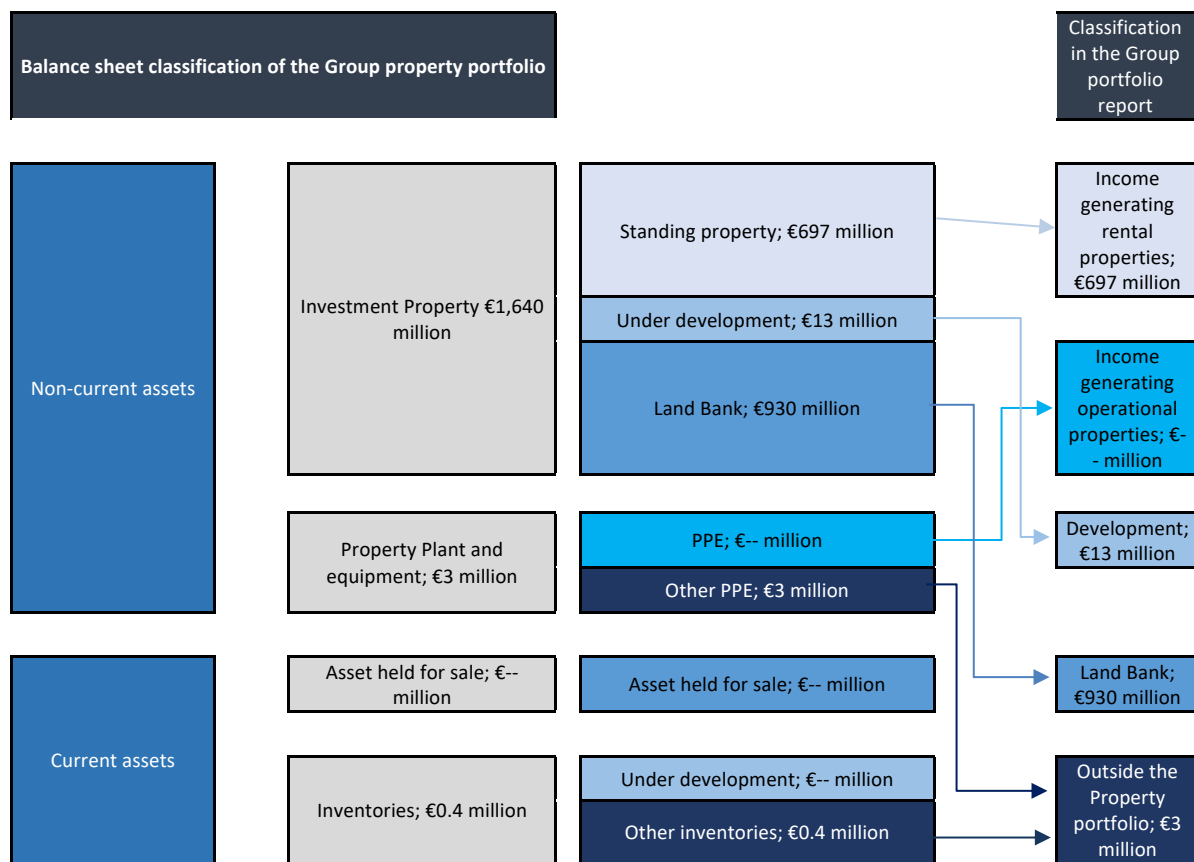 Balance sheet classification of the Group property portfolio
Classification
in the Group
portfolio
report
Non-current assets
Investment Property €1,640
million
Standing property; €697 million
Income
generating
rental
properties;
€697 million
Under development; €13 million
Land Bank; €930 million
Income
generating
operational
properties; €-
- million
Property Plant and
equipment; €3 million
PPE; €-- million
Other PPE; €3 million
Development;
€13 million
Current assets
Asset held for sale; €--
million
Asset held for sale; €-- million
Land Bank;
€930 million
Inventories; €0.4 million
Under development; €-- million
Other inventories; €0.4 million
Outside the
Property
portfolio; €3
million